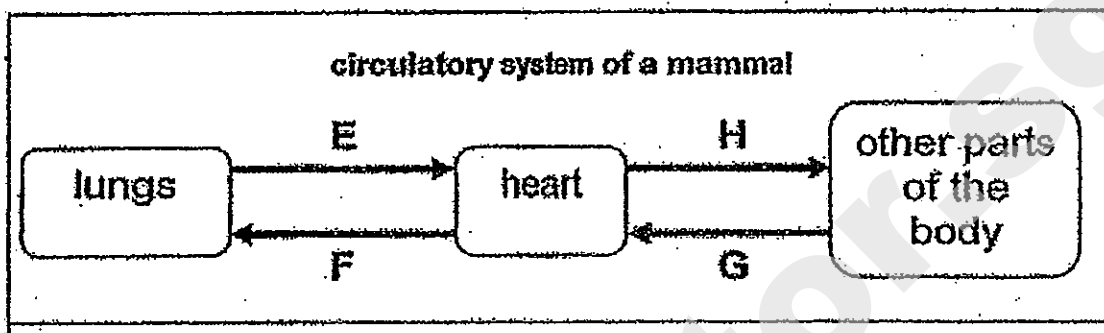 circulatory system of a mammal
E
H
lungs
heart
other parts
of the
body
F
G